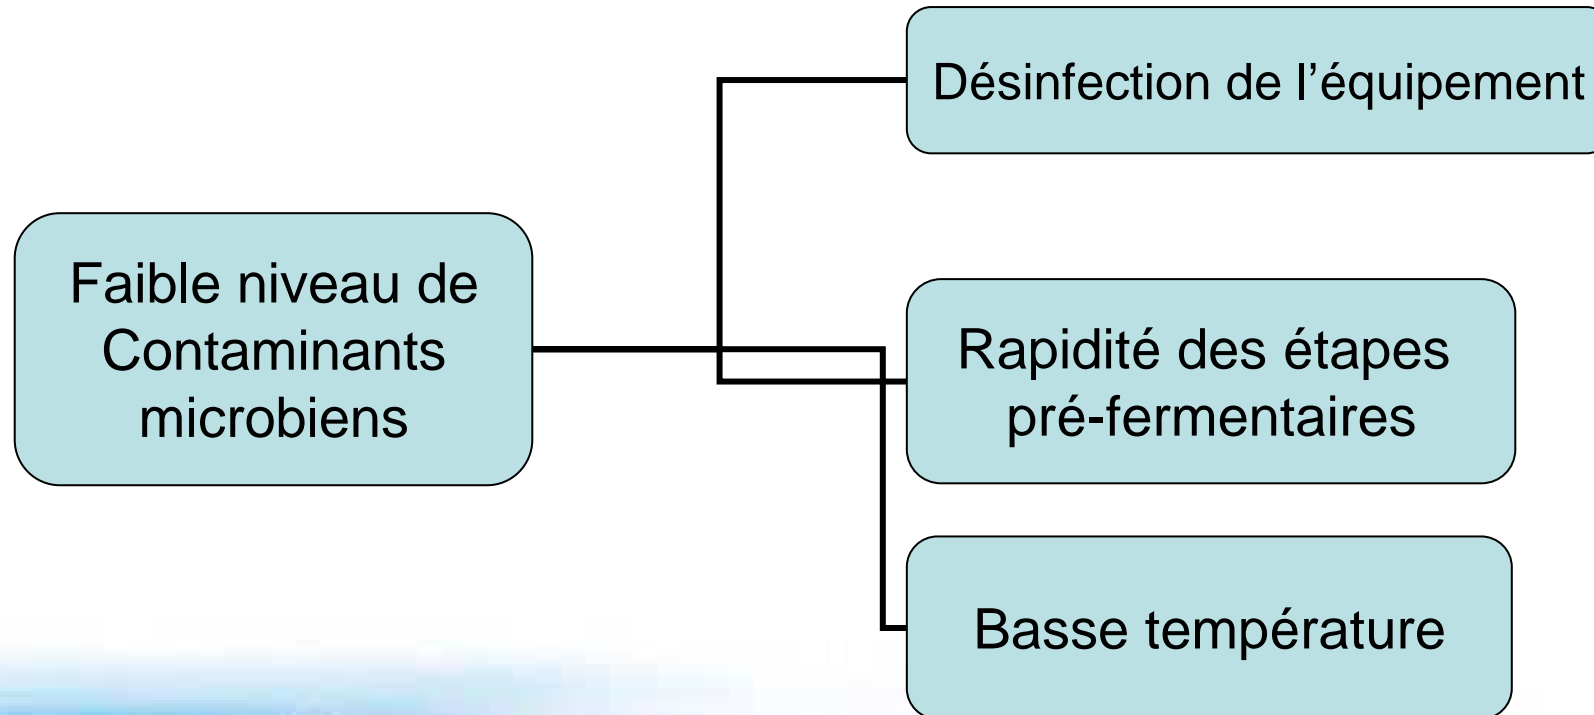 Désinfection de l’équipement
Faible niveau de
Contaminants
microbiens
Rapidité des étapes
pré-fermentaires
Basse température